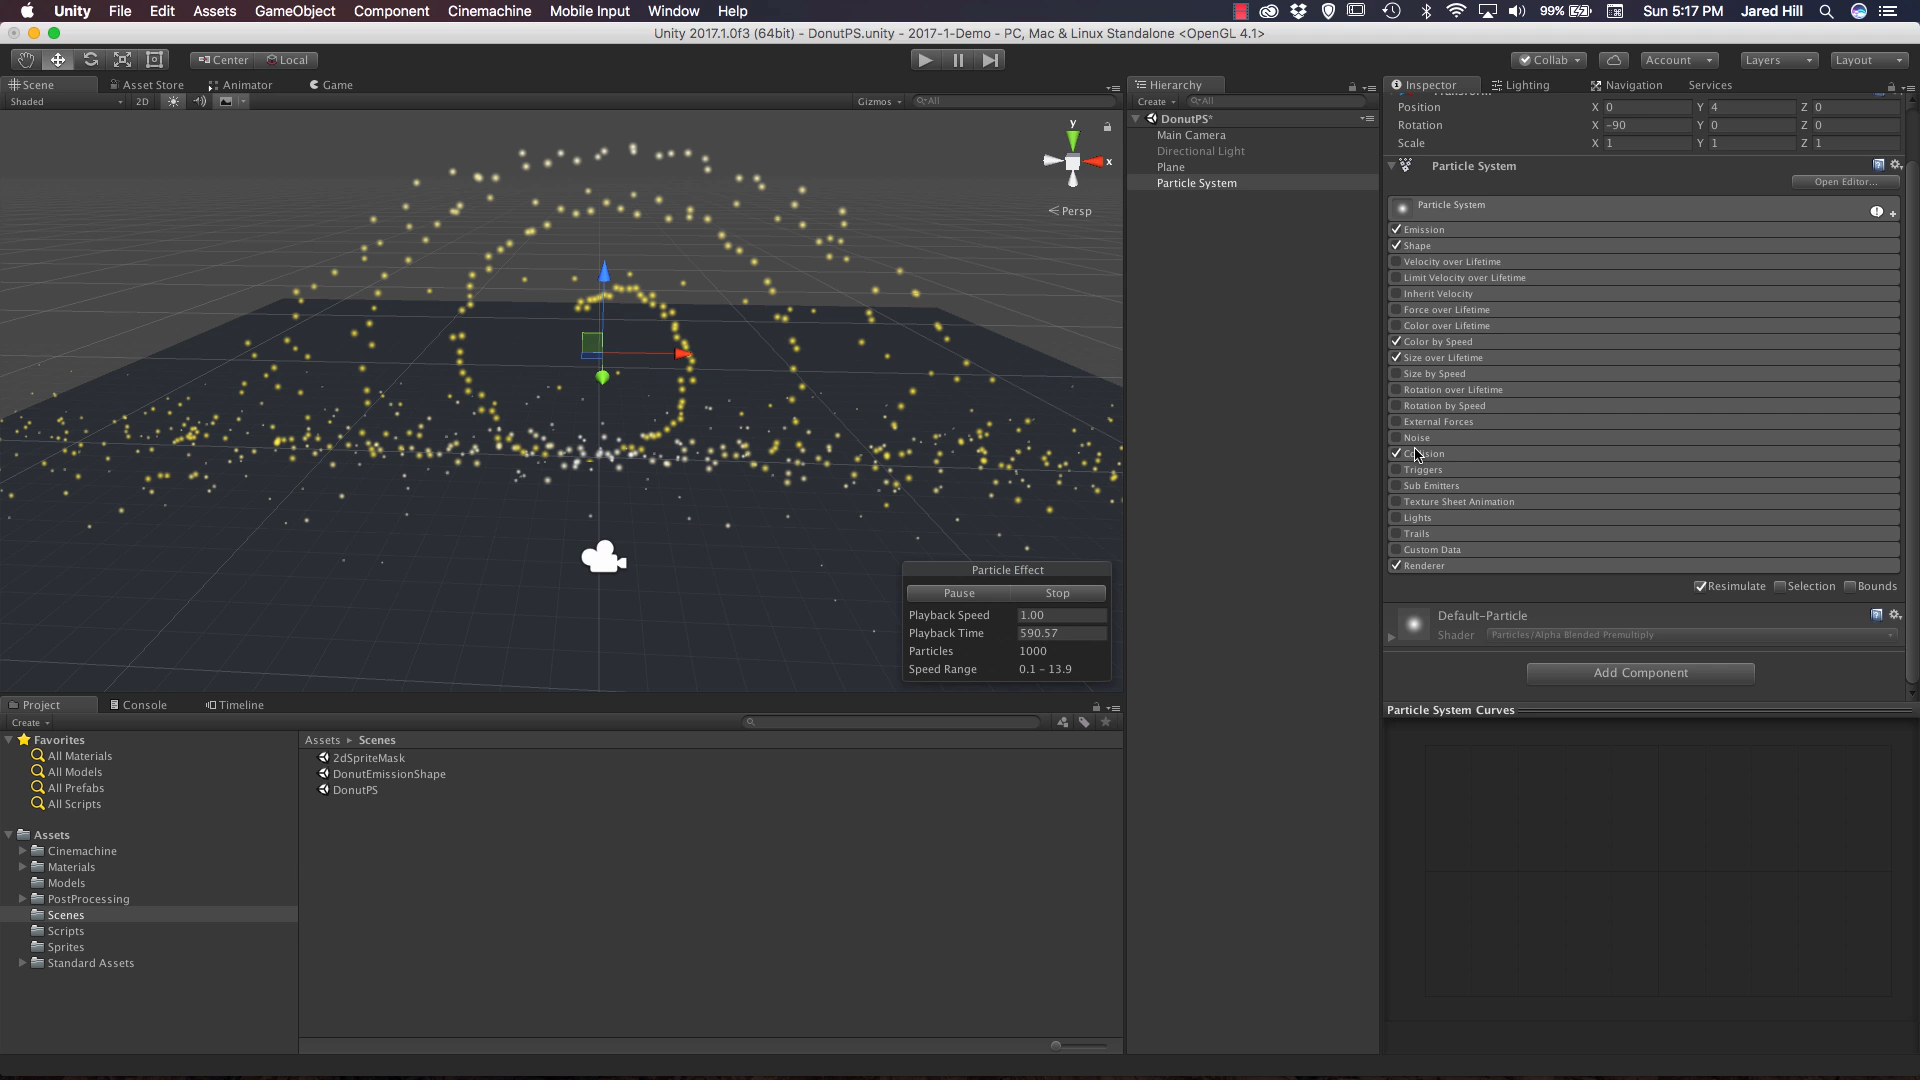 Unity File Edit Assets GameObject Component Cinemachine Mobile Input Window Help 99% Sun 5:17 PM Jared Hill
Unity 2017.1.0f3 (64bit) - DonutPS.unity - 2017-1-Demo - PC, Mac & Linux Standalone <OpenGL 4.1>
Center Local Collab Account Layers Layout
Scene Asset Store Animator Game
Shaded 2D Gizmos All
y
x
Persp
Particle Effect
Pause Stop
Playback Speed 1.00
Playback Time 590.57
Particles 1000
Speed Range 0.1 - 13.9
Hierarchy
Create All
DonutPS*
Main Camera
Directional Light
Plane
Particle System
Inspector Lighting Navigation Services
Position X 0 Y 4 Z 0
Rotation X -90 Y 0 Z 0
Scale X 1 Y 1 Z 1
Particle System
Open Editor...
Particle System
Emission
Shape
Velocity over Lifetime
Limit Velocity over Lifetime
Inherit Velocity
Force over Lifetime
Color over Lifetime
Color by Speed
Size over Lifetime
Size by Speed
Rotation over Lifetime
Rotation by Speed
External Forces
Noise
Collision
Triggers
Sub Emitters
Texture Sheet Animation
Lights
Trails
Custom Data
Renderer
Resimulate Selection Bounds
Default-Particle
Shader Particles/Alpha Blended Premultiply
Add Component
Particle System Curves
Project Console Timeline
Create
Favorites
All Materials
All Models
All Prefabs
All Scripts
Assets
Cinemachine
Materials
Models
PostProcessing
Scenes
Scripts
Sprites
Standard Assets
Assets Scenes
2dSpriteMask
DonutEmissionShape
DonutPS